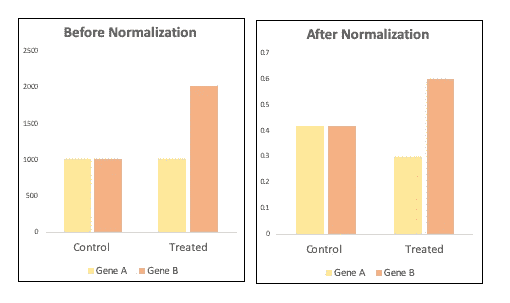 Before Normalization
2500
2000
1500
1000
500
0
Control Treated
Gene A Gene B
After Normalization
0.7
0.6
0.5
0.4
0.3
0.2
0.1
0
Control Treated
Gene A Gene B